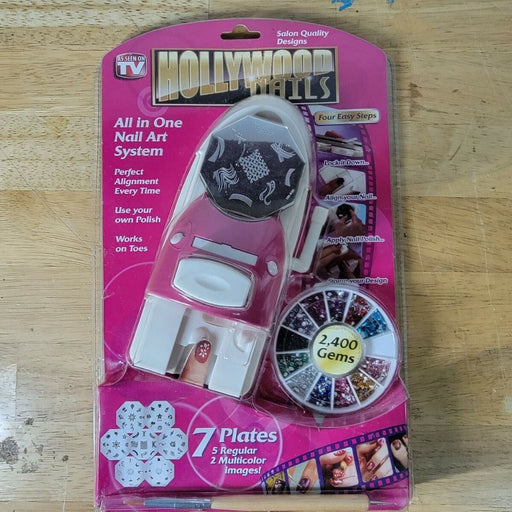 Salon Quality
Designs
AS SEEN ON
TV
HOLLYWOOD
NAILS
All in One
Nail Art
System
Four Easy Steps
Perfect
Alignment
Every Time
Lock it Down...
Align your Nail...
Use your
own Polish
Apply Nail Polish...
Works
on Toes
Stamp your Design
2,400
Gems
7 Plates
5 Regular
2 Multicolor
Images!